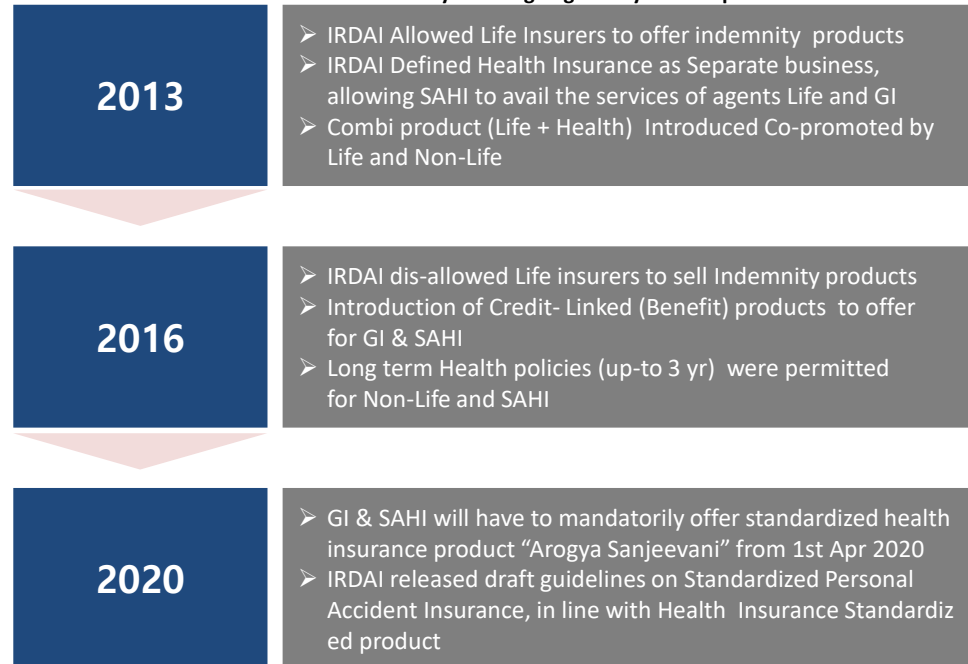 2013
➢ IRDAI Allowed Life Insurers to offer indemnity products
➢ IRDAI Defined Health Insurance as Separate business,
allowing SAHI to avail the services of agents Life and GI
➢ Combi product (Life + Health) Introduced Co-promoted by
Life and Non-Life
2016
➢ IRDAI dis-allowed Life insurers to sell Indemnity products
➢ Introduction of Credit- Linked (Benefit) products to offer
for GI & SAHI
➢ Long term Health policies (up-to 3 yr) were permitted
for Non-Life and SAHI
2020
➢ GI & SAHI will have to mandatorily offer standardized health
insurance product “Arogya Sanjeevani” from 1st Apr 2020
➢ IRDAI released draft guidelines on Standardized Personal
Accident Insurance, in line with Health Insurance Standardiz
ed product